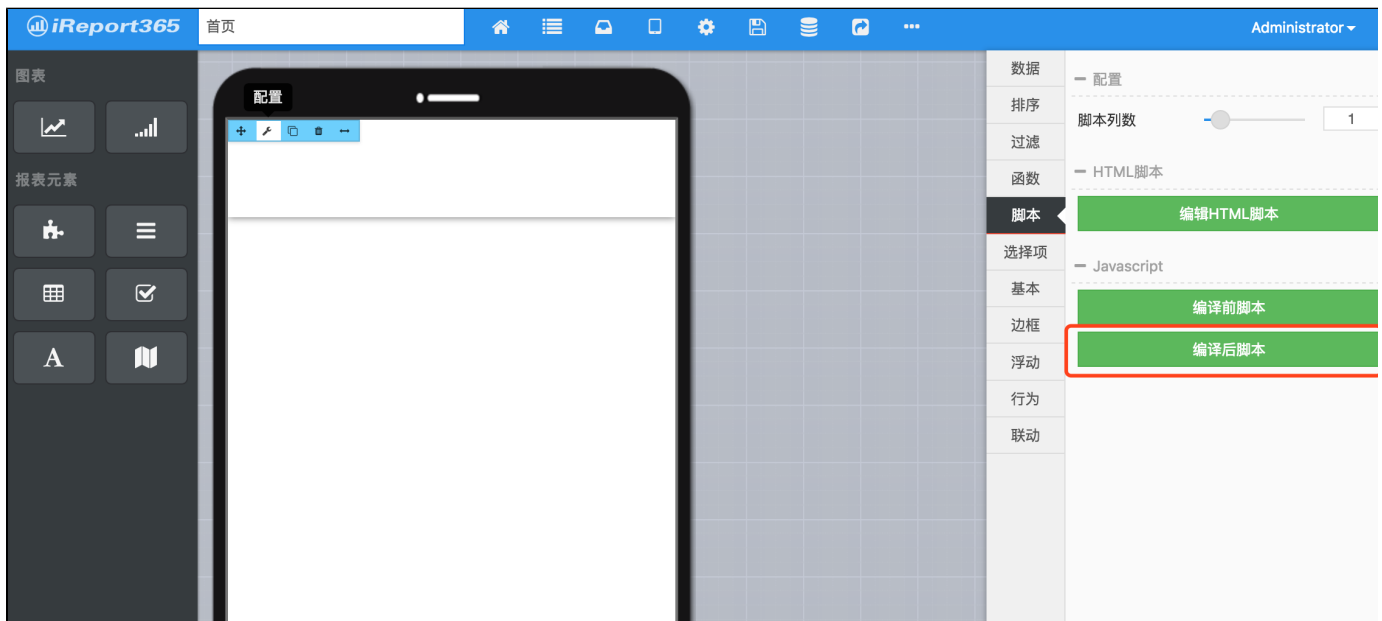 iReport365
首页
Administrator
图表
报表元素
配置
数据
排序
过滤
函数
脚本
选择项
基本
边框
浮动
行为
联动
配置
脚本列数 1
HTML脚本
编辑HTML脚本
Javascript
编译前脚本
编译后脚本